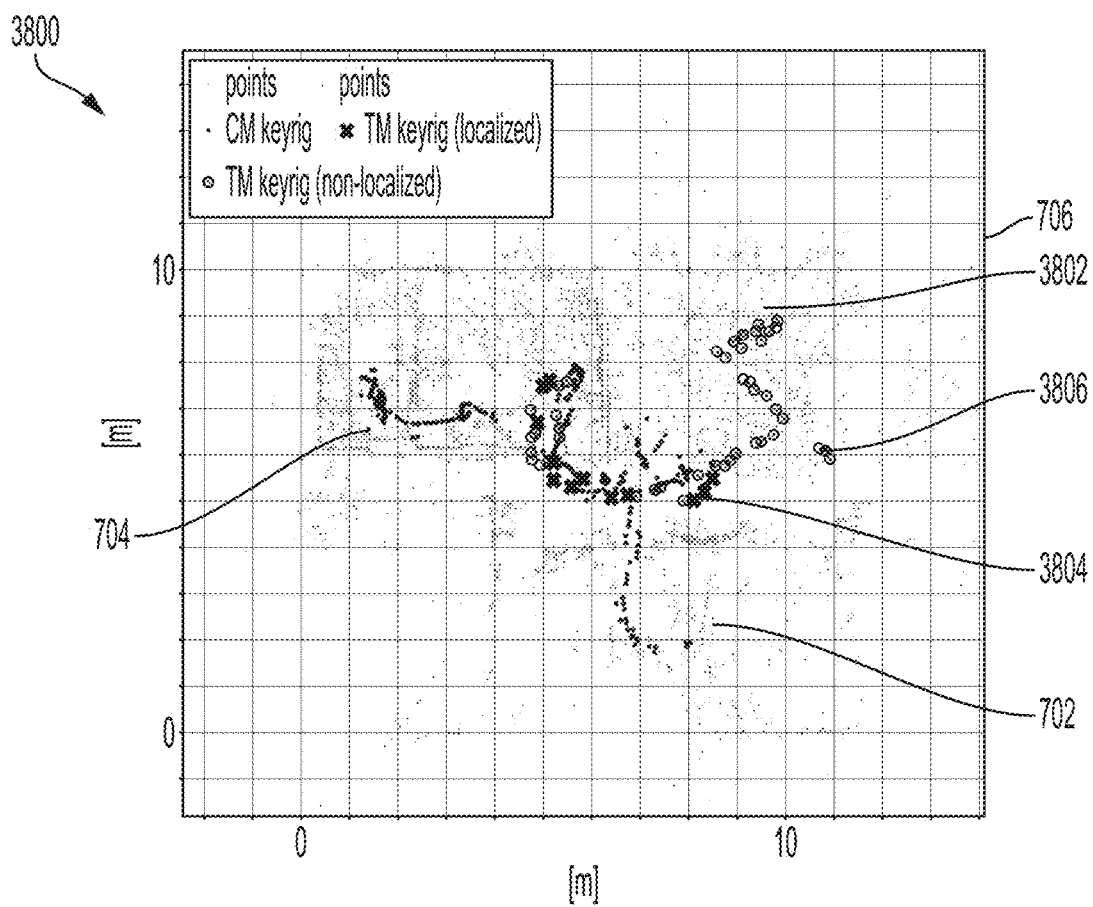 3800
points points
CM keyrig TM keyrig (localized)
TM keyrig (non-localized)
706
3802
10
3806
[m]
704
3804
702
0
0 10
[m]